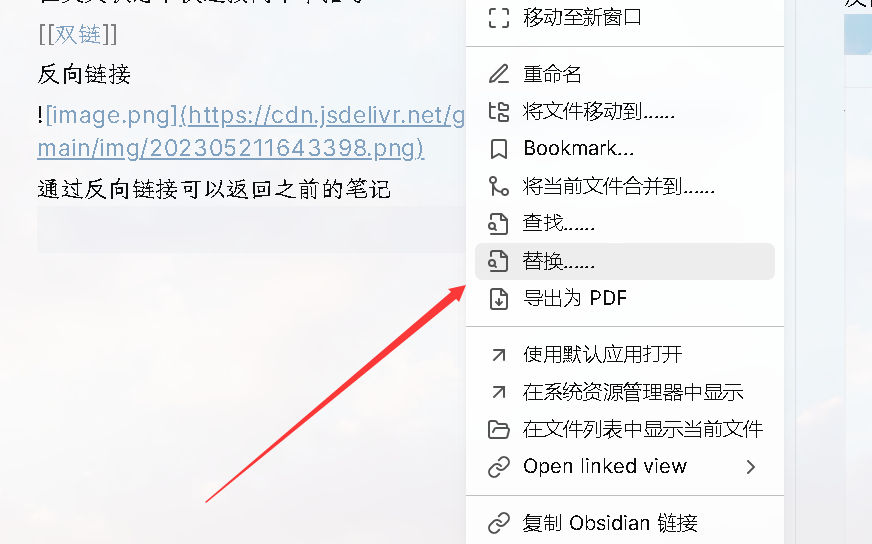 移动至新窗口
[[双链]]
反向链接
![image.png](https://cdn.jsdelivr.net/g
main/img/202305211643398.png)
通过反向链接可以返回之前的笔记
重命名
将文件移动到......
Bookmark...
将当前文件合并到......
查找......
替换......
导出为 PDF
使用默认应用打开
在系统资源管理器中显示
在文件列表中显示当前文件
Open linked view
复制 Obsidian 链接